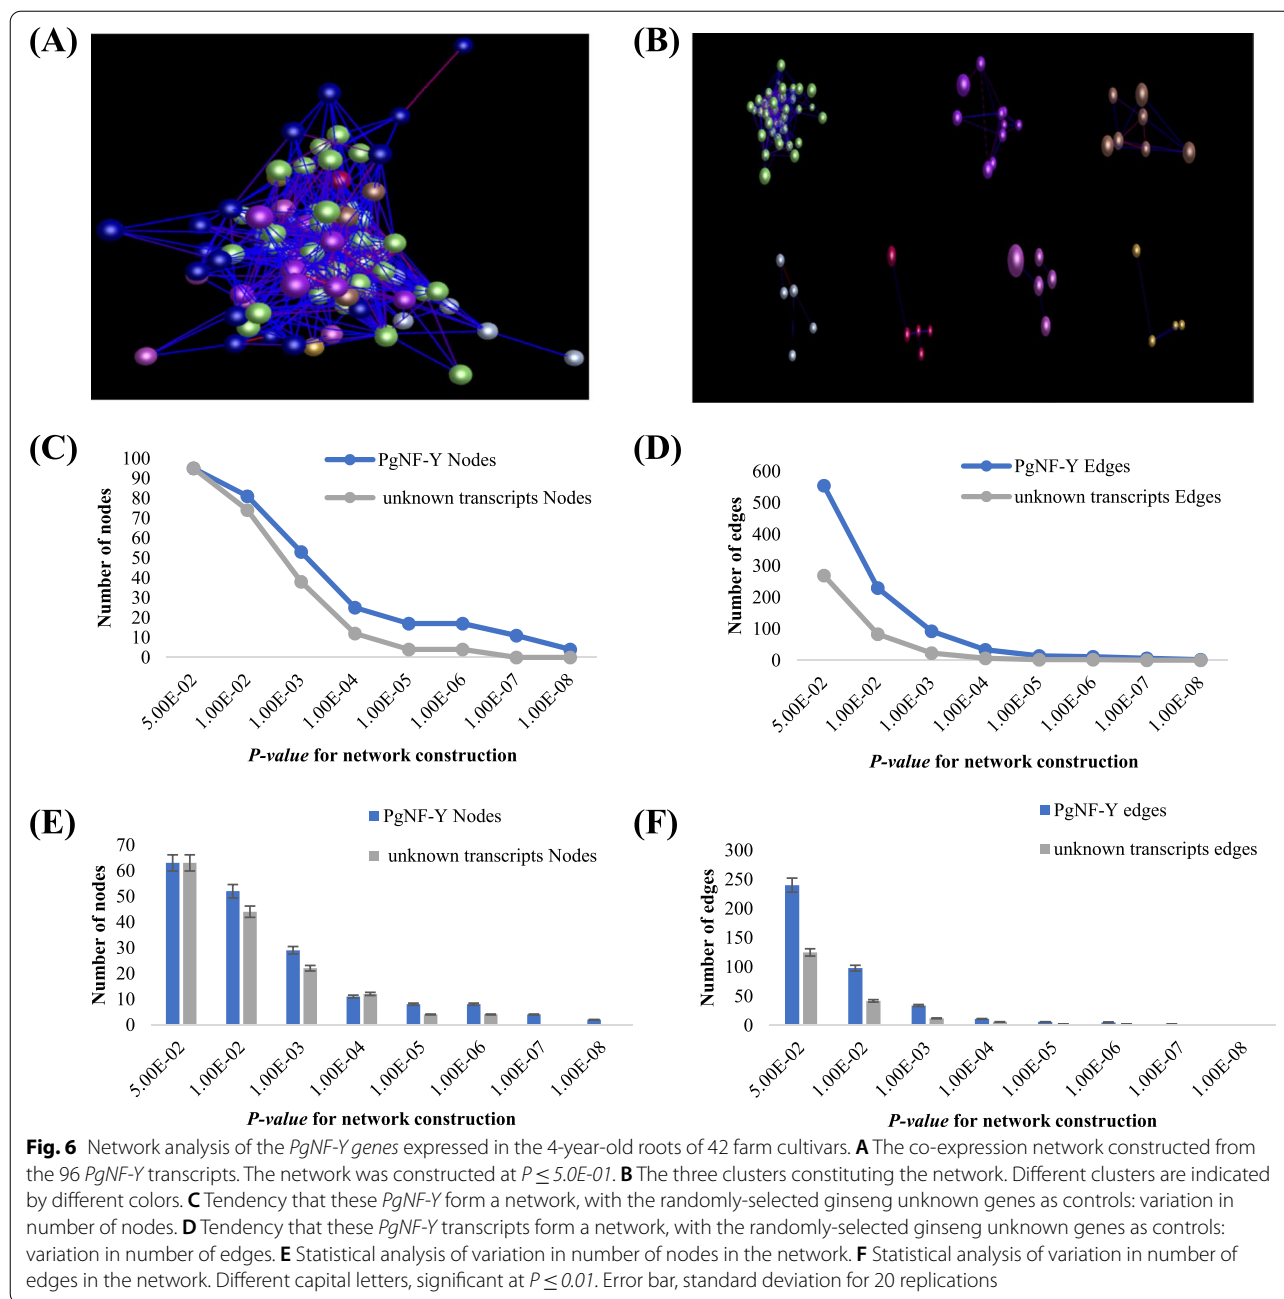 (A)
(B)
(C)
PgNF-Y Nodes
unknown transcripts Nodes
Number of nodes
100
90
80
70
60
50
40
30
20
10
0
5.00E-02
1.00E-02
1.00E-03
1.00E-04
1.00E-05
1.00E-06
1.00E-07
1.00E-08
P-value for network construction
(D)
PgNF-Y Edges
unknown transcripts Edges
Number of edges
600
500
400
300
200
100
0
5.00E-02
1.00E-02
1.00E-03
1.00E-04
1.00E-05
1.00E-06
1.00E-07
1.00E-08
P-value for network construction
(E)
PgNF-Y Nodes
unknown transcripts Nodes
Number of nodes
70
60
50
40
30
20
10
0
5.00E-02
1.00E-02
1.00E-03
1.00E-04
1.00E-05
1.00E-06
1.00E-07
1.00E-08
P-value for network construction
(F)
PgNF-Y edges
unknown transcripts edges
Number of edges
300
250
200
150
100
50
0
5.00E-02
1.00E-02
1.00E-03
1.00E-04
1.00E-05
1.00E-06
1.00E-07
1.00E-08
P-value for network construction
Fig. 6 Network analysis of the PgNF-Y genes expressed in the 4-year-old roots of 42 farm cultivars. A The co-expression network constructed from
the 96 PgNF-Y transcripts. The network was constructed at P ≤ 5.0E-01. B The three clusters constituting the network. Different clusters are indicated
by different colors. C Tendency that these PgNF-Y form a network, with the randomly-selected ginseng unknown genes as controls: variation in
number of nodes. D Tendency that these PgNF-Y transcripts form a network, with the randomly-selected ginseng unknown genes as controls:
variation in number of edges. E Statistical analysis of variation in number of nodes in the network. F Statistical analysis of variation in number of
edges in the network. Different capital letters, significant at P ≤ 0.01. Error bar, standard deviation for 20 replications